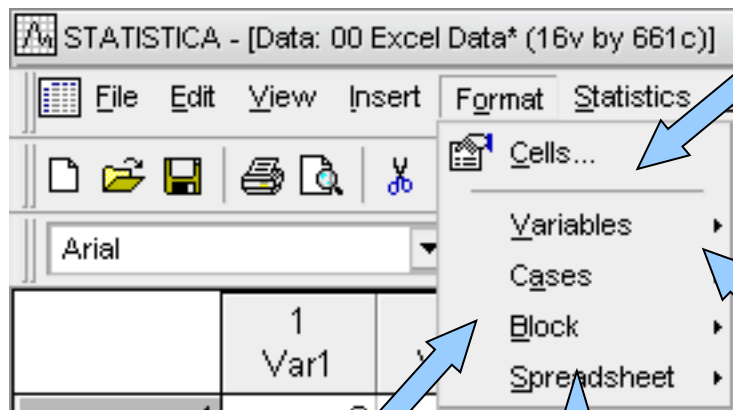 STATISTICA - [Data: 00 Excel Data* (16v by 661c)]
File Edit View Insert Format Statistics
Cells...
Variables
Arial
Cases
1
Block
Var1
Spreadsheet
1